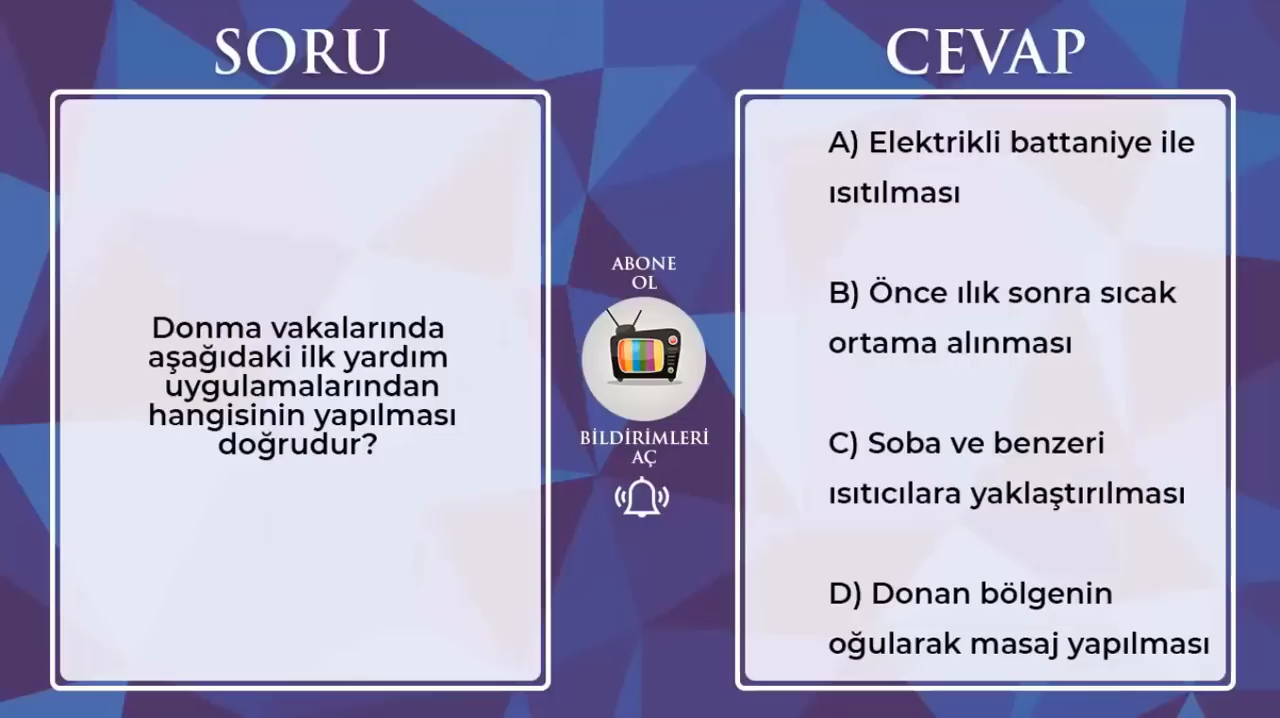 SORU
Donma vakalarında
aşağıdaki ilk yardım
uygulamalarından
hangisinin yapılması
doğrudur?
ABONE
OL
BİLDİRİMLERİ
AÇ
CEVAP
A) Elektrikli battaniye ile
ısıtılması
B) Önce ılık sonra sıcak
ortama alınması
C) Soba ve benzeri
ısıtıcılara yaklaştırılması
D) Donan bölgenin
oğularak masaj yapılması